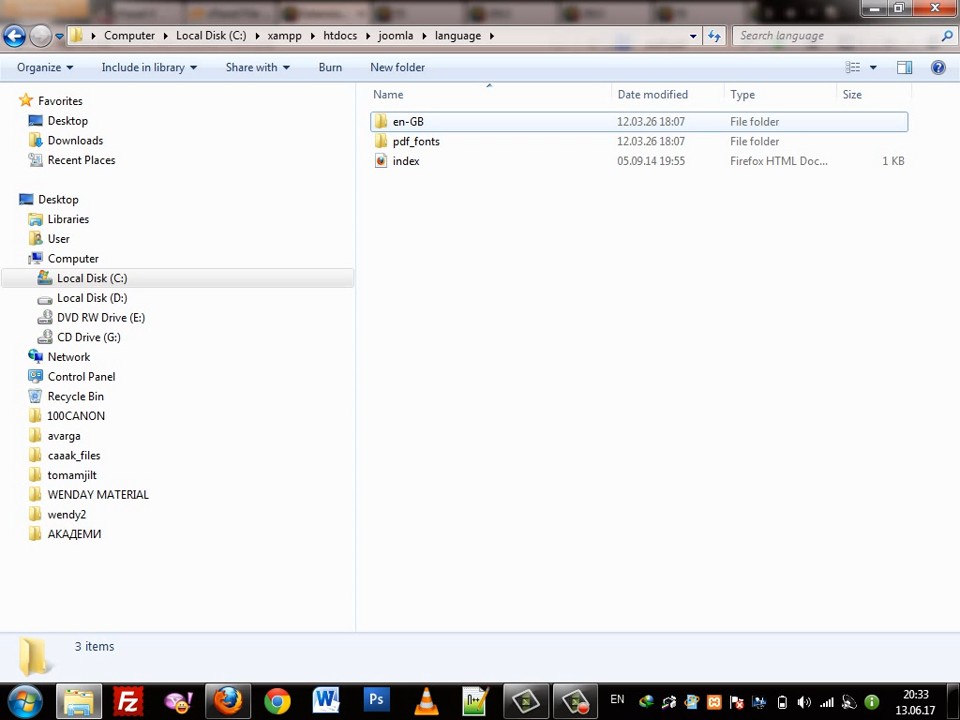 Computer Local Disk (C:) xampp htdocs joomla language Search language
Organize Include in library Share with Burn New folder
Favorites
Desktop
Downloads
Recent Places
Desktop
Libraries
User
Computer
Local Disk (C:)
Local Disk (D:)
DVD RW Drive (E:)
CD Drive (G:)
Network
Control Panel
Recycle Bin
100CANON
avarga
caaak_files
tomamjilt
WENDAY MATERIAL
wendy2
АКАДЕМИ
Name Date modified Type Size
en-GB 12.03.26 18:07 File folder
pdf_fonts 12.03.26 18:07 File folder
index 05.09.14 19:55 Firefox HTML Doc... 1 KB
3 items
EN 20:33
13.06.17